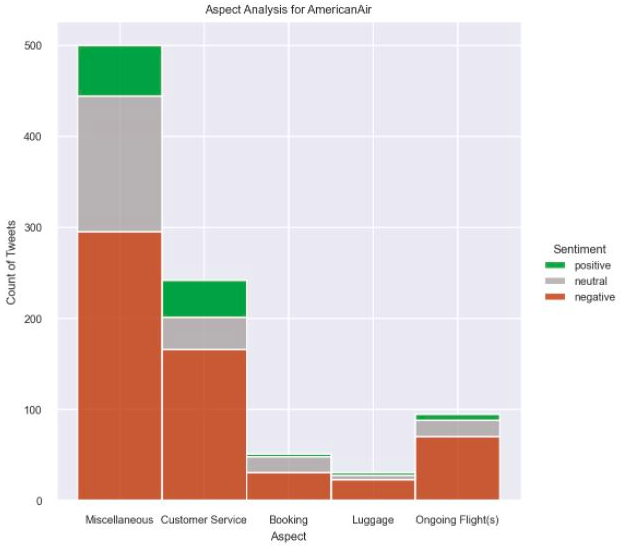 Aspect Analysis for AmericanAir
500
400
300
200
100
0
Count of Tweets
Miscellaneous Customer Service Booking Luggage Ongoing Flight(s)
Aspect
Sentiment
positive
neutral
negative